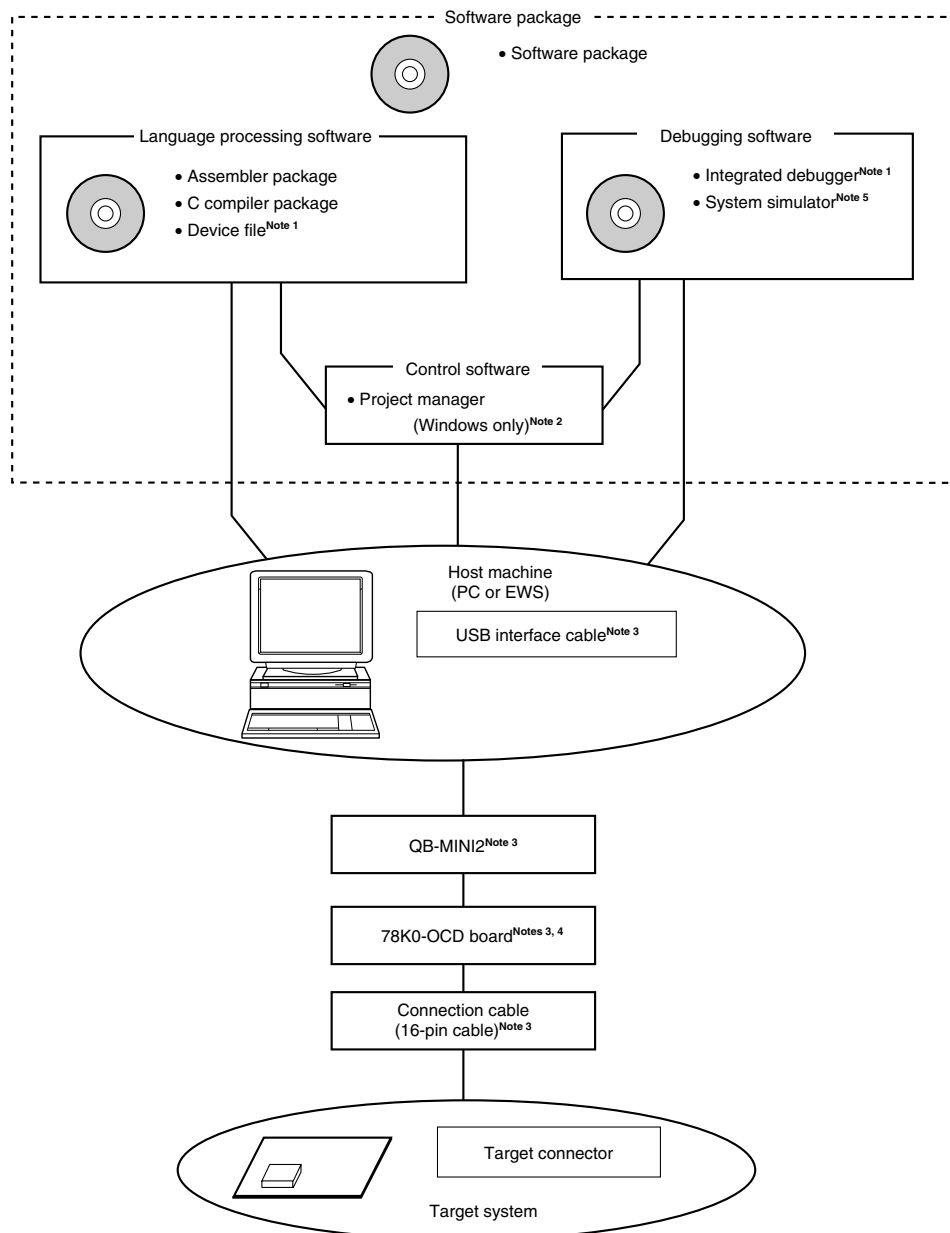 Software package
• Software package
Language processing software
• Assembler package
• C compiler package
• Device fileNote 1
Debugging software
• Integrated debuggerNote 1
• System simulatorNote 5
Control software
• Project manager
(Windows only)Note 2
Host machine
(PC or EWS)
USB interface cableNote 3
QB-MINI2Note 3
78K0-OCD boardNotes 3, 4
Connection cable
(16-pin cable)Note 3
Target connector
Target system